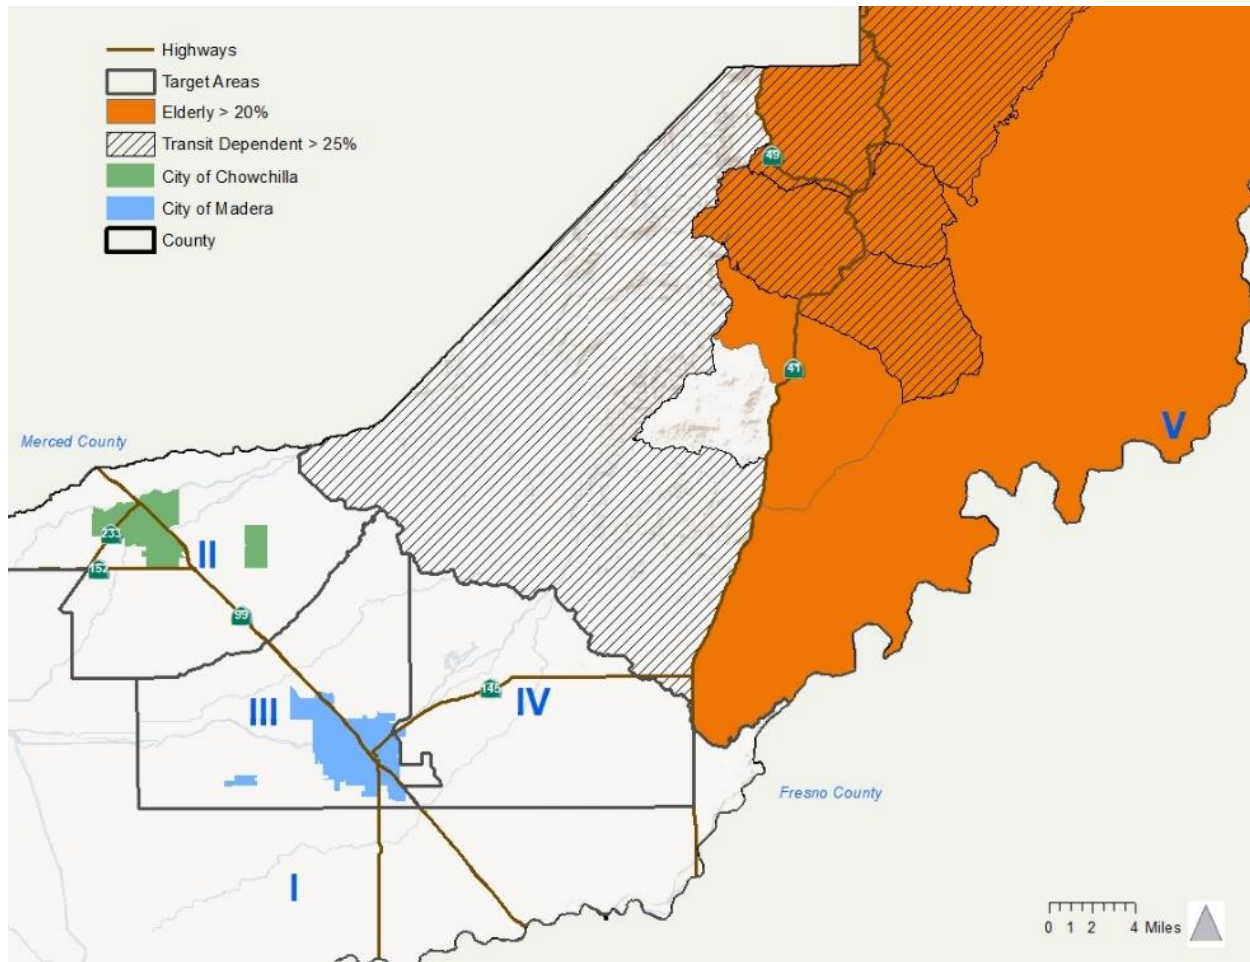 Highways
Target Areas
Elderly > 20%
Transit Dependent > 25%
City of Chowchilla
City of Madera
County
49
41
Merced County
V
233
II
152
99
145
III
IV
Fresno County
I
0 1 2 4 Miles